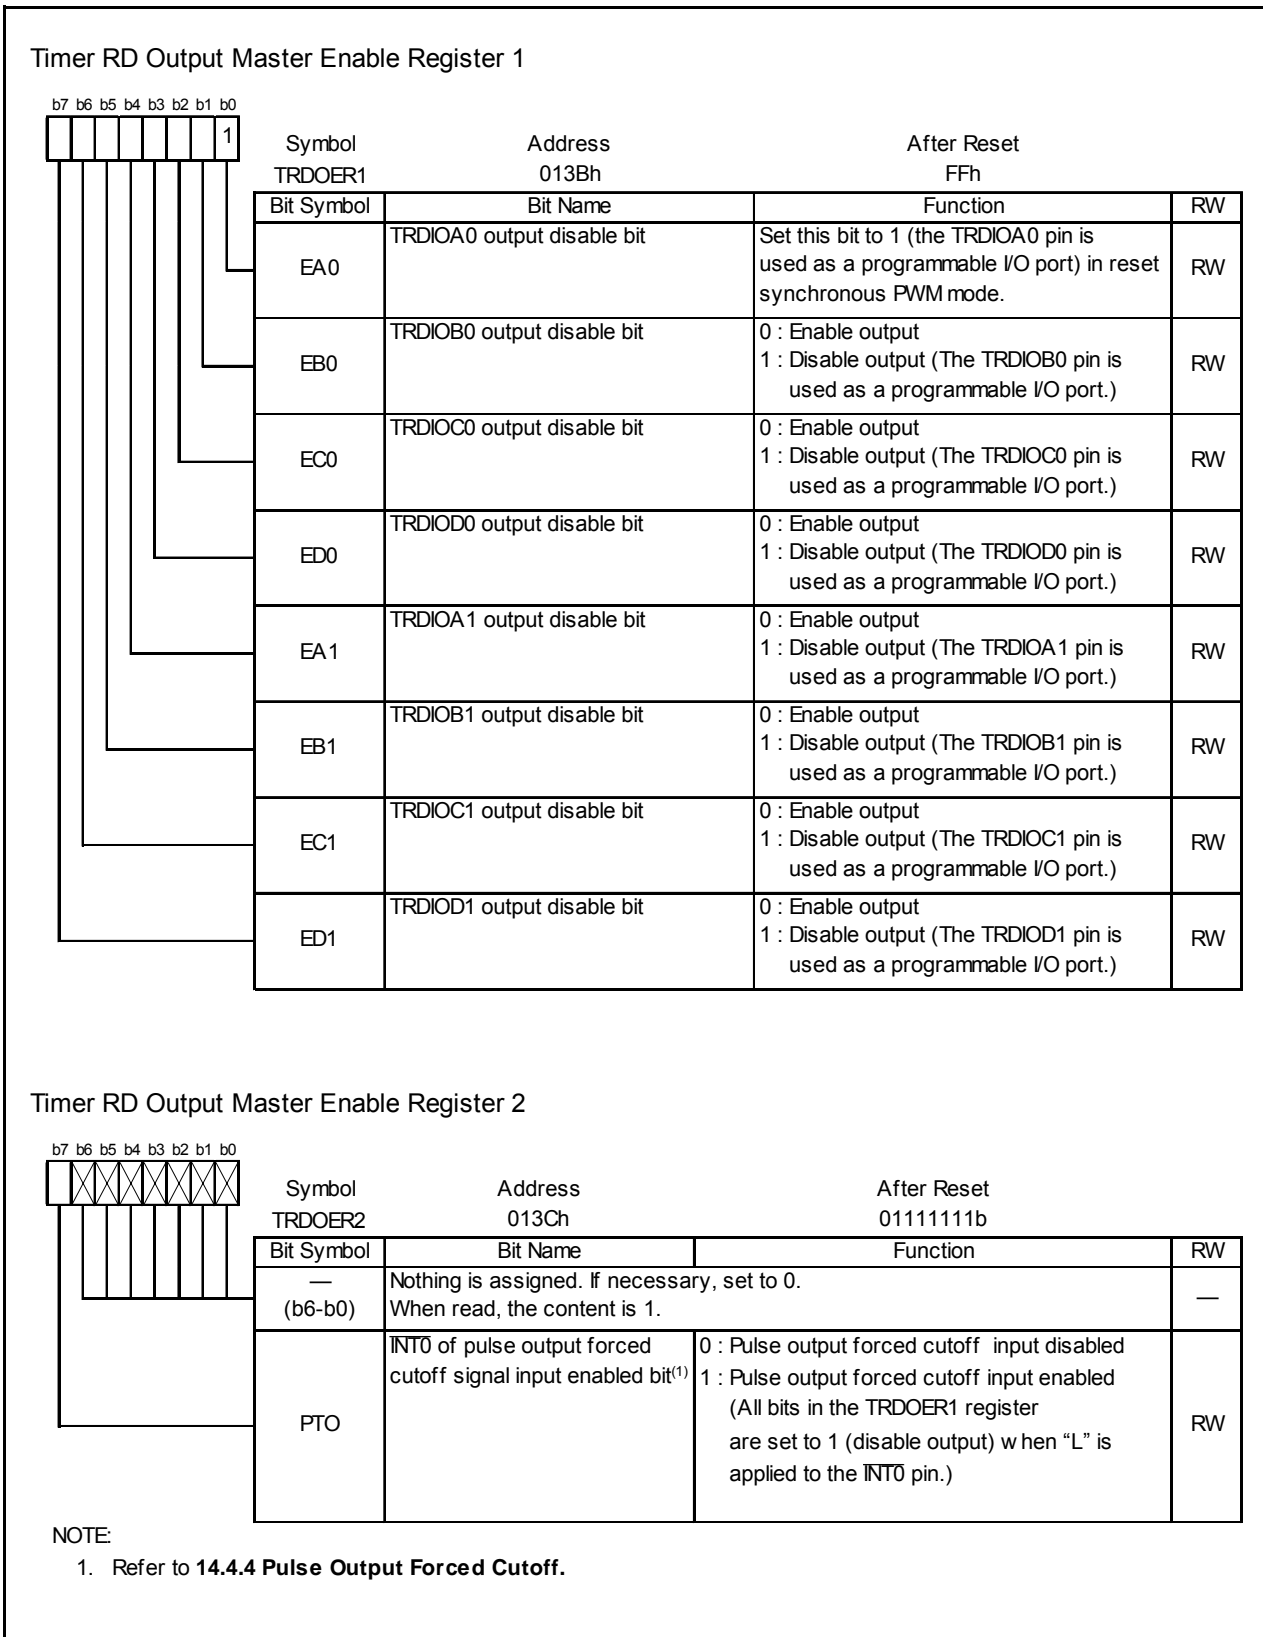 Timer RD Output Master Enable Register 1
b7 b6 b5 b4 b3 b2 b1 b0
1
Symbol Address After Reset
TRDOER1 013Bh FFh
Bit Symbol Bit Name Function RW
EA0 TRDIOA0 output disable bit Set this bit to 1 (the TRDIOA0 pin is
used as a programmable I/O port) in reset RW
synchronous PWM mode.
EB0 TRDIOB0 output disable bit 0 : Enable output
1 : Disable output (The TRDIOB0 pin is RW
used as a programmable I/O port.)
EC0 TRDIOC0 output disable bit 0 : Enable output
1 : Disable output (The TRDIOC0 pin is RW
used as a programmable I/O port.)
ED0 TRDIOD0 output disable bit 0 : Enable output
1 : Disable output (The TRDIOD0 pin is RW
used as a programmable I/O port.)
EA1 TRDIOA1 output disable bit 0 : Enable output
1 : Disable output (The TRDIOA1 pin is RW
used as a programmable I/O port.)
EB1 TRDIOB1 output disable bit 0 : Enable output
1 : Disable output (The TRDIOB1 pin is RW
used as a programmable I/O port.)
EC1 TRDIOC1 output disable bit 0 : Enable output
1 : Disable output (The TRDIOC1 pin is RW
used as a programmable I/O port.)
ED1 TRDIOD1 output disable bit 0 : Enable output
1 : Disable output (The TRDIOD1 pin is RW
used as a programmable I/O port.)
Timer RD Output Master Enable Register 2
b7 b6 b5 b4 b3 b2 b1 b0
Symbol Address After Reset
TRDOER2 013Ch 01111111b
Bit Symbol Bit Name Function RW
— Nothing is assigned. If necessary, set to 0.
(b6-b0) When read, the content is 1. —
INT0 of pulse output forced 0 : Pulse output forced cutoff input disabled
cutoff signal input enabled bit(1) 1 : Pulse output forced cutoff input enabled
PTO (All bits in the TRDOER1 register RW
are set to 1 (disable output) when “L” is
applied to the INT0 pin.)
NOTE:
1. Refer to 14.4.4 Pulse Output Forced Cutoff.